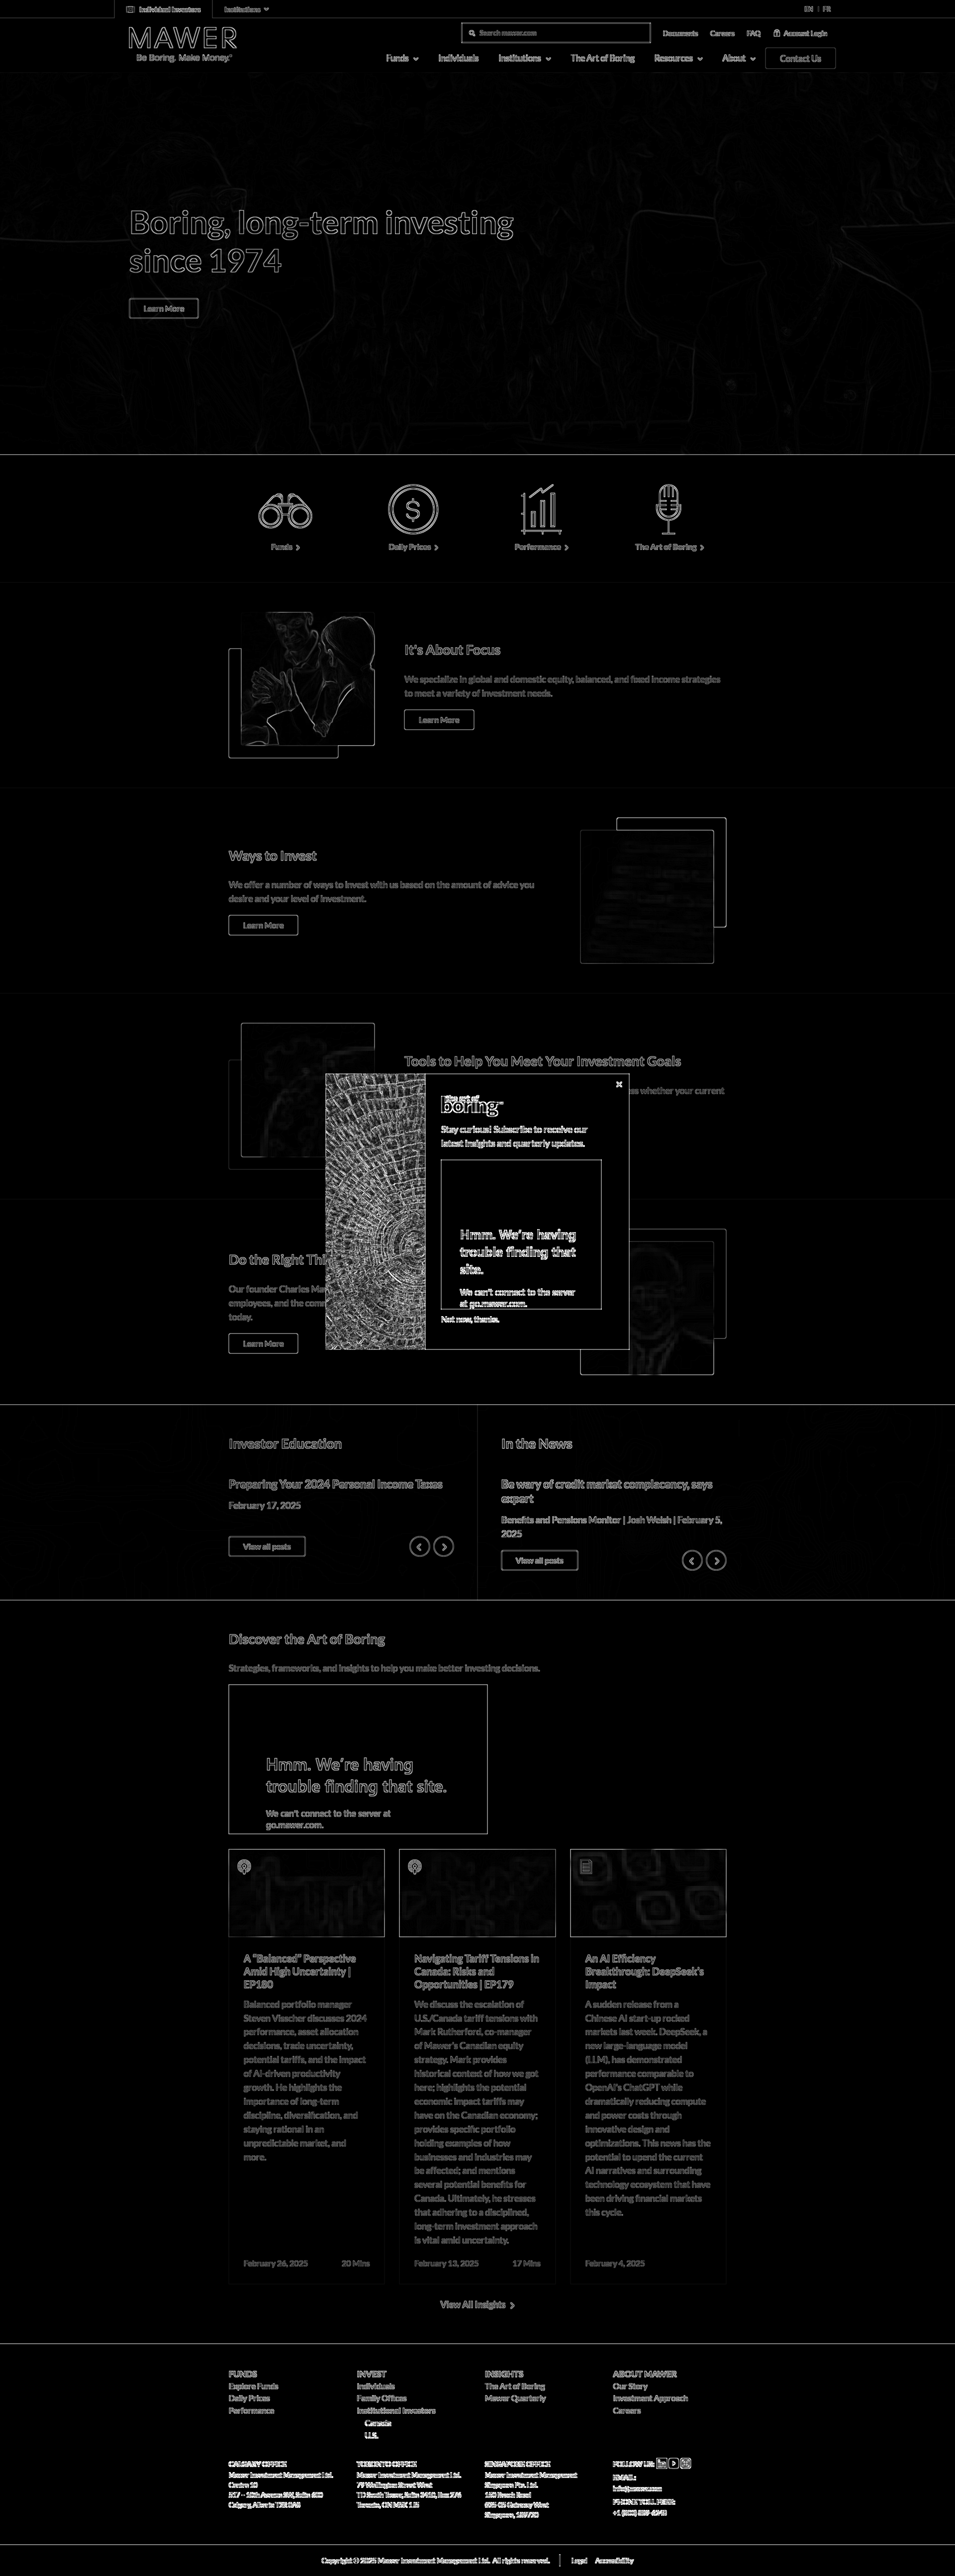 Individual Investors
Institutions
EN | FR
MAWER
Be Boring. Make Money.®
Search mawer.com
Documents
Careers
FAQ
Account Login
Funds
Individuals
Institutions
The Art of Boring
Resources
About
Contact Us
Boring, long-term investing
since 1974
Learn More
Funds
Daily Prices
Performance
The Art of Boring
It's About Focus
We specialize in global and domestic equity, balanced, and fixed income strategies
to meet a variety of investment needs.
Learn More
Ways to Invest
We offer a number of ways to invest with us based on the amount of advice you
desire and your level of investment.
Learn More
Tools to Help You Meet Your Investment Goals
whether your current
the art of
boring™
Stay curious! Subscribe to receive our
latest insights and quarterly updates.
Hmm. We're having
trouble finding that
site.
We can't connect to the server
at go.mawer.com.
Not now, thanks.
Do the Right Thi
Our founder Charles Ma
employees, and the com
today.
Learn More
Investor Education
Preparing Your 2024 Personal Income Taxes
February 17, 2025
View all posts
In the News
Be wary of credit market complacency, says
expert
Benefits and Pensions Monitor | Josh Welsh | February 5,
2025
View all posts
Discover the Art of Boring
Strategies, frameworks, and insights to help you make better investing decisions.
Hmm. We're having
trouble finding that site.
We can't connect to the server at
go.mawer.com.
A "Balanced" Perspective
Amid High Uncertainty |
EP180
Balanced portfolio manager
Steven Visscher discusses 2024
performance, asset allocation
decisions, trade uncertainty,
potential tariffs, and the impact
of AI-driven productivity
growth. He highlights the
importance of long-term
discipline, diversification, and
staying rational in an
unpredictable market, and
more.
February 26, 2025
20 Mins
Navigating Tariff Tensions in
Canada: Risks and
Opportunities | EP179
We discuss the escalation of
U.S./Canada tariff tensions with
Mark Rutherford, co-manager
of Mawer's Canadian equity
strategy. Mark provides
historical context of how we got
here; highlights the potential
economic impact tariffs may
have on the Canadian economy;
provides specific portfolio
holding examples of how
businesses and industries may
be affected; and mentions
several potential benefits for
Canada. Ultimately, he stresses
that adhering to a disciplined,
long-term investment approach
is vital amid uncertainty.
February 13, 2025
17 Mins
An AI Efficiency
Breakthrough: DeepSeek's
Impact
A sudden release from a
Chinese AI start-up rocked
markets last week. DeepSeek, a
new large-language model
(LLM), has demonstrated
performance comparable to
OpenAI's ChatGPT while
dramatically reducing compute
and power costs through
innovative design and
optimizations. This news has the
potential to upend the current
AI narratives and surrounding
technology ecosystem that have
been driving financial markets
this cycle.
February 4, 2025
View All Insights
FUNDS
Explore Funds
Daily Prices
Performance
INVEST
Individuals
Family Offices
Institutional Investors
Canada
U.S.
INSIGHTS
The Art of Boring
Mawer Quarterly
ABOUT MAWER
Our Story
Investment Approach
Careers
CALGARY OFFICE
Mawer Investment Management Ltd.
Centre 10
517 – 10th Avenue SW, Suite 600
Calgary, Alberta T2R 0A8
TORONTO OFFICE
Mawer Investment Management Ltd.
79 Wellington Street West
TD South Tower, Suite 3410, Box 276
Toronto, ON M5K 1J5
SINGAPORE OFFICE
Mawer Investment Management
Singapore Pte. Ltd.
Singapore, 189720
FOLLOW US:
EMAIL:
info@mawer.com
PHONE TOLL FREE:
Copyright © 2025 Mawer Investment Management Ltd. All rights reserved.
Legal
Accessibility